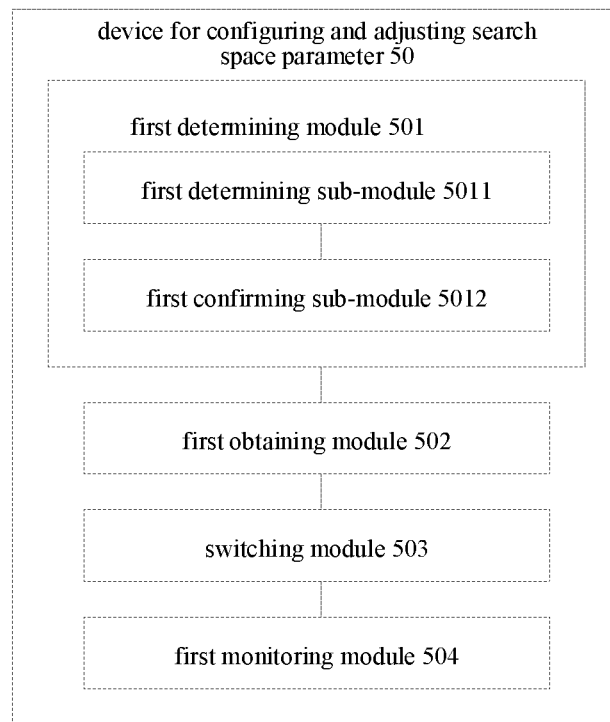 device for configuring and adjusting search
space parameter 50
first determining module 501
first determining sub-module 5011
first confirming sub-module 5012
first obtaining module 502
switching module 503
first monitoring module 504